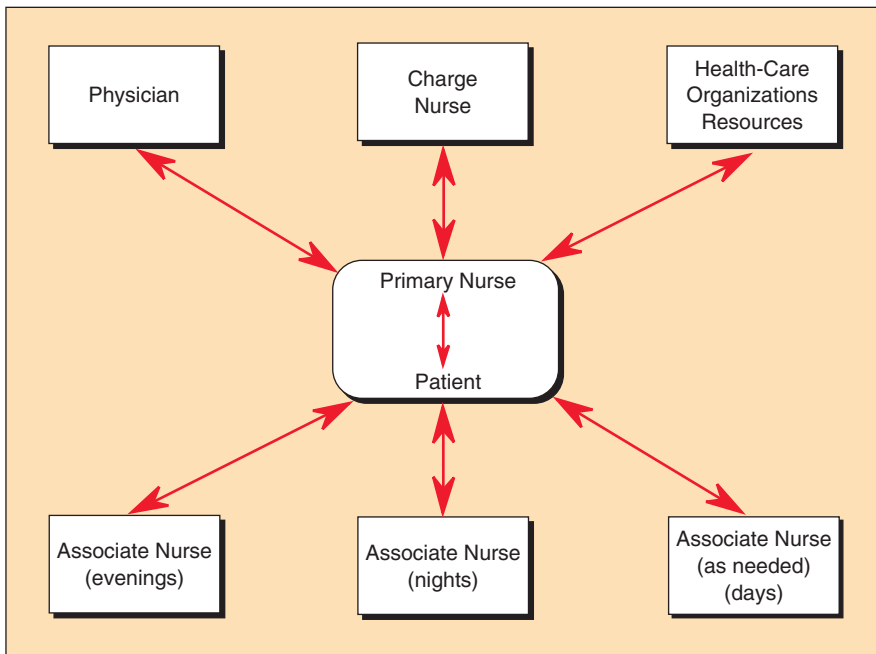 Physician
Charge
Nurse
Health-Care
Organizations
Resources
Primary Nurse
Patient
Associate Nurse
(evenings)
Associate Nurse
(nights)
Associate Nurse
(as needed)
(days)